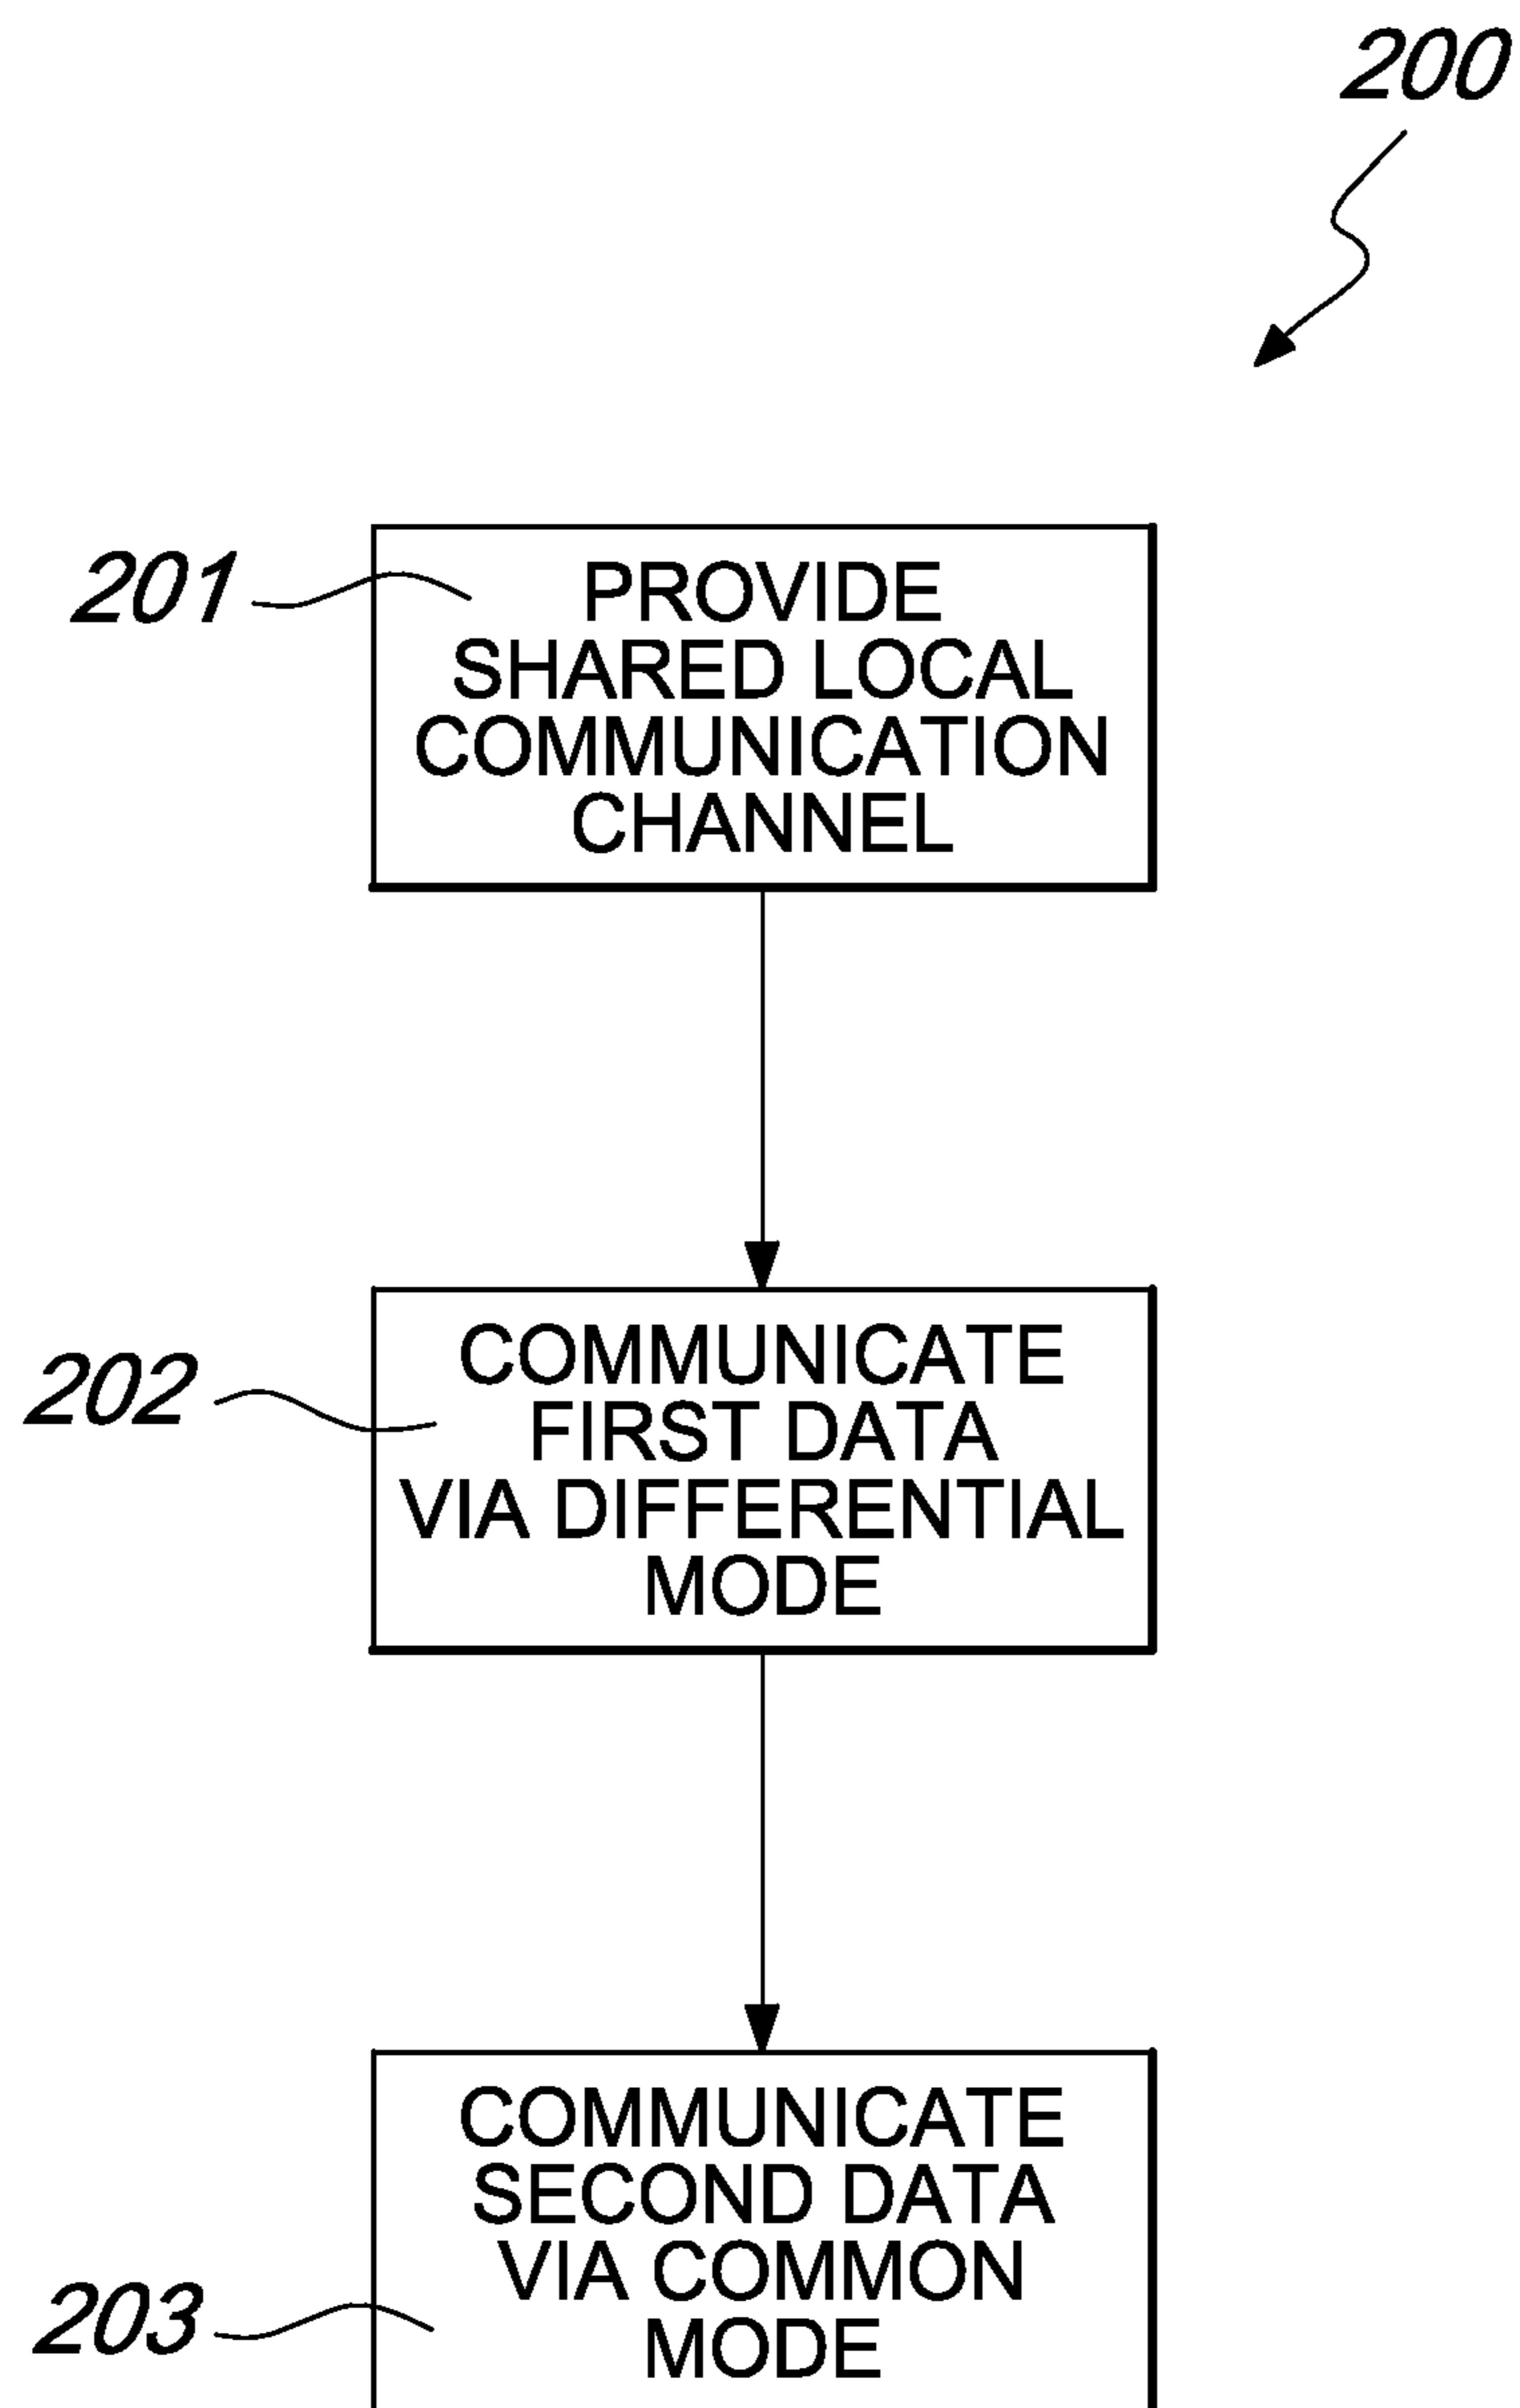 200
201
PROVIDE
SHARED LOCAL
COMMUNICATION
CHANNEL
202
COMMUNICATE
FIRST DATA
VIA DIFFERENTIAL
MODE
203
COMMUNICATE
SECOND DATA
VIA COMMON
MODE